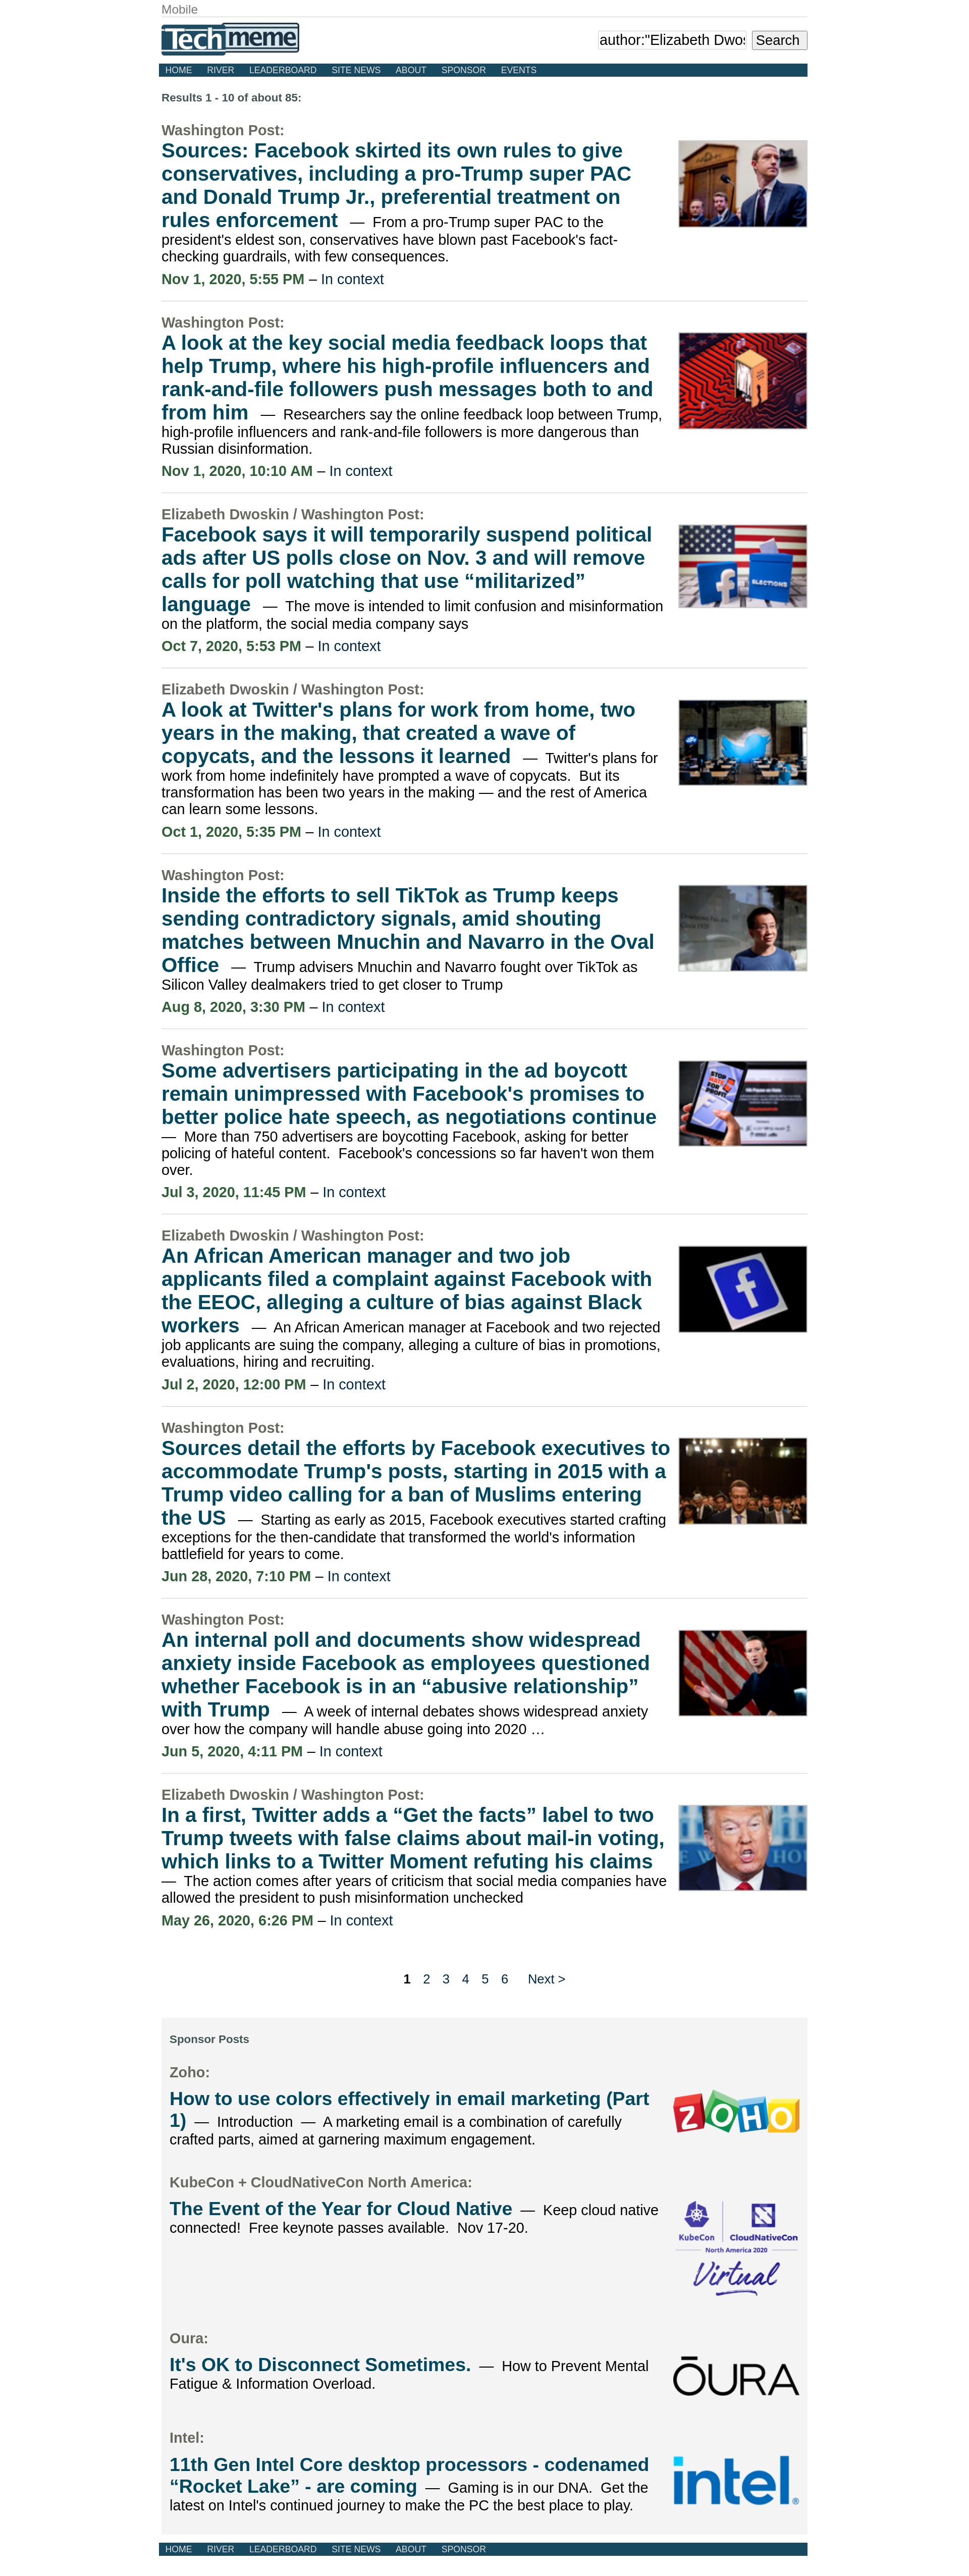 Mobile
Techmeme
author:"Elizabeth Dwos
Search
HOME RIVER LEADERBOARD SITE NEWS ABOUT SPONSOR EVENTS
Results 1 - 10 of about 85:
Washington Post:
Sources: Facebook skirted its own rules to give
conservatives, including a pro-Trump super PAC
and Donald Trump Jr., preferential treatment on
rules enforcement — From a pro-Trump super PAC to the
president's eldest son, conservatives have blown past Facebook's fact-
checking guardrails, with few consequences.
Nov 1, 2020, 5:55 PM – In context
Washington Post:
A look at the key social media feedback loops that
help Trump, where his high-profile influencers and
rank-and-file followers push messages both to and
from him — Researchers say the online feedback loop between Trump,
high-profile influencers and rank-and-file followers is more dangerous than
Russian disinformation.
Nov 1, 2020, 10:10 AM – In context
Elizabeth Dwoskin / Washington Post:
Facebook says it will temporarily suspend political
ads after US polls close on Nov. 3 and will remove
calls for poll watching that use “militarized”
language — The move is intended to limit confusion and misinformation
on the platform, the social media company says
Oct 7, 2020, 5:53 PM – In context
ELECTIONS
Elizabeth Dwoskin / Washington Post:
A look at Twitter's plans for work from home, two
years in the making, that created a wave of
copycats, and the lessons it learned — Twitter's plans for
work from home indefinitely have prompted a wave of copycats. But its
transformation has been two years in the making — and the rest of America
can learn some lessons.
Oct 1, 2020, 5:35 PM – In context
Washington Post:
Inside the efforts to sell TikTok as Trump keeps
sending contradictory signals, amid shouting
matches between Mnuchin and Navarro in the Oval
Office — Trump advisers Mnuchin and Navarro fought over TikTok as
Silicon Valley dealmakers tried to get closer to Trump
Aug 8, 2020, 3:30 PM – In context
Washington Post:
Some advertisers participating in the ad boycott
remain unimpressed with Facebook's promises to
better police hate speech, as negotiations continue
— More than 750 advertisers are boycotting Facebook, asking for better
policing of hateful content. Facebook's concessions so far haven't won them
over.
Jul 3, 2020, 11:45 PM – In context
STOP
HATE
FOR
PROFIT
Elizabeth Dwoskin / Washington Post:
An African American manager and two job
applicants filed a complaint against Facebook with
the EEOC, alleging a culture of bias against Black
workers — An African American manager at Facebook and two rejected
job applicants are suing the company, alleging a culture of bias in promotions,
evaluations, hiring and recruiting.
Jul 2, 2020, 12:00 PM – In context
Washington Post:
Sources detail the efforts by Facebook executives to
accommodate Trump's posts, starting in 2015 with a
Trump video calling for a ban of Muslims entering
the US — Starting as early as 2015, Facebook executives started crafting
exceptions for the then-candidate that transformed the world's information
battlefield for years to come.
Jun 28, 2020, 7:10 PM – In context
Washington Post:
An internal poll and documents show widespread
anxiety inside Facebook as employees questioned
whether Facebook is in an “abusive relationship”
with Trump — A week of internal debates shows widespread anxiety
over how the company will handle abuse going into 2020 …
Jun 5, 2020, 4:11 PM – In context
Elizabeth Dwoskin / Washington Post:
In a first, Twitter adds a “Get the facts” label to two
Trump tweets with false claims about mail-in voting,
which links to a Twitter Moment refuting his claims
— The action comes after years of criticism that social media companies have
allowed the president to push misinformation unchecked
May 26, 2020, 6:26 PM – In context
1 2 3 4 5 6 Next >
Sponsor Posts
Zoho:
How to use colors effectively in email marketing (Part
1) — Introduction — A marketing email is a combination of carefully
crafted parts, aimed at garnering maximum engagement.
ZOHO
KubeCon + CloudNativeCon North America:
The Event of the Year for Cloud Native — Keep cloud native
connected! Free keynote passes available. Nov 17-20.
KubeCon CloudNativeCon
North America 2020
Virtual
Oura:
It's OK to Disconnect Sometimes. — How to Prevent Mental
Fatigue & Information Overload.
ŌURA
Intel:
11th Gen Intel Core desktop processors - codenamed
“Rocket Lake” - are coming — Gaming is in our DNA. Get the
latest on Intel's continued journey to make the PC the best place to play.
intel®
HOME RIVER LEADERBOARD SITE NEWS ABOUT SPONSOR